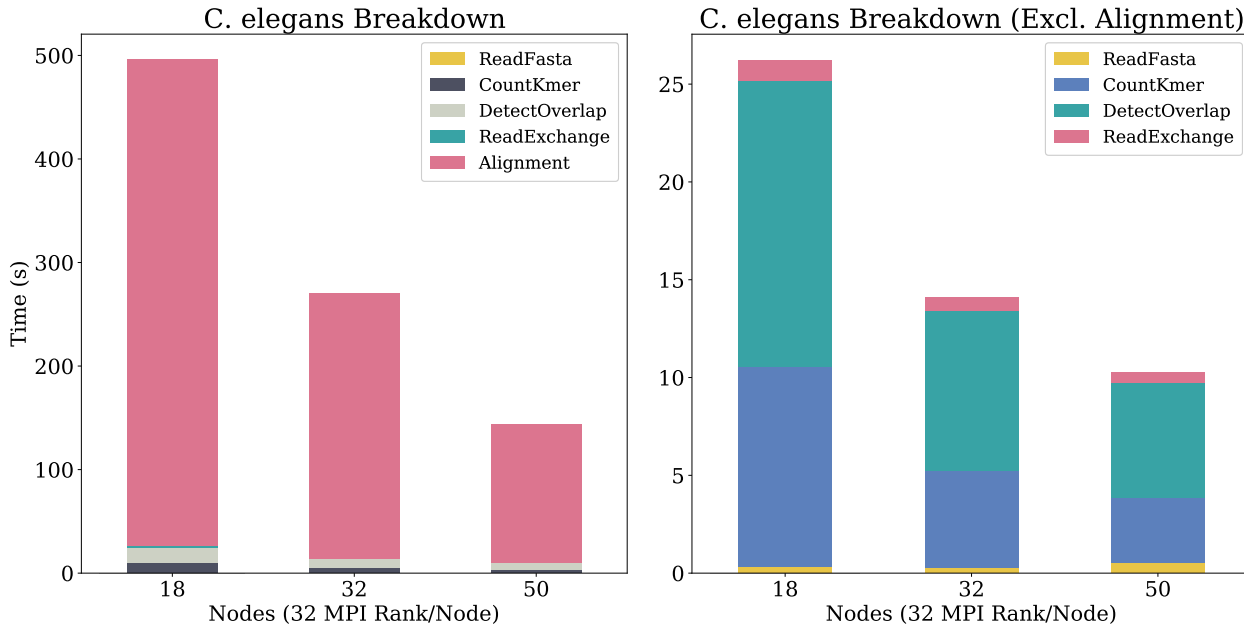 C. elegans Breakdown
Time (s)
500
400
300
200
100
0
ReadFasta
CountKmer
DetectOverlap
ReadExchange
Alignment
18
32
50
Nodes (32 MPI Rank/Node)
C. elegans Breakdown (Excl. Alignment)
25
20
15
10
5
0
ReadFasta
CountKmer
DetectOverlap
ReadExchange
18
32
50
Nodes (32 MPI Rank/Node)